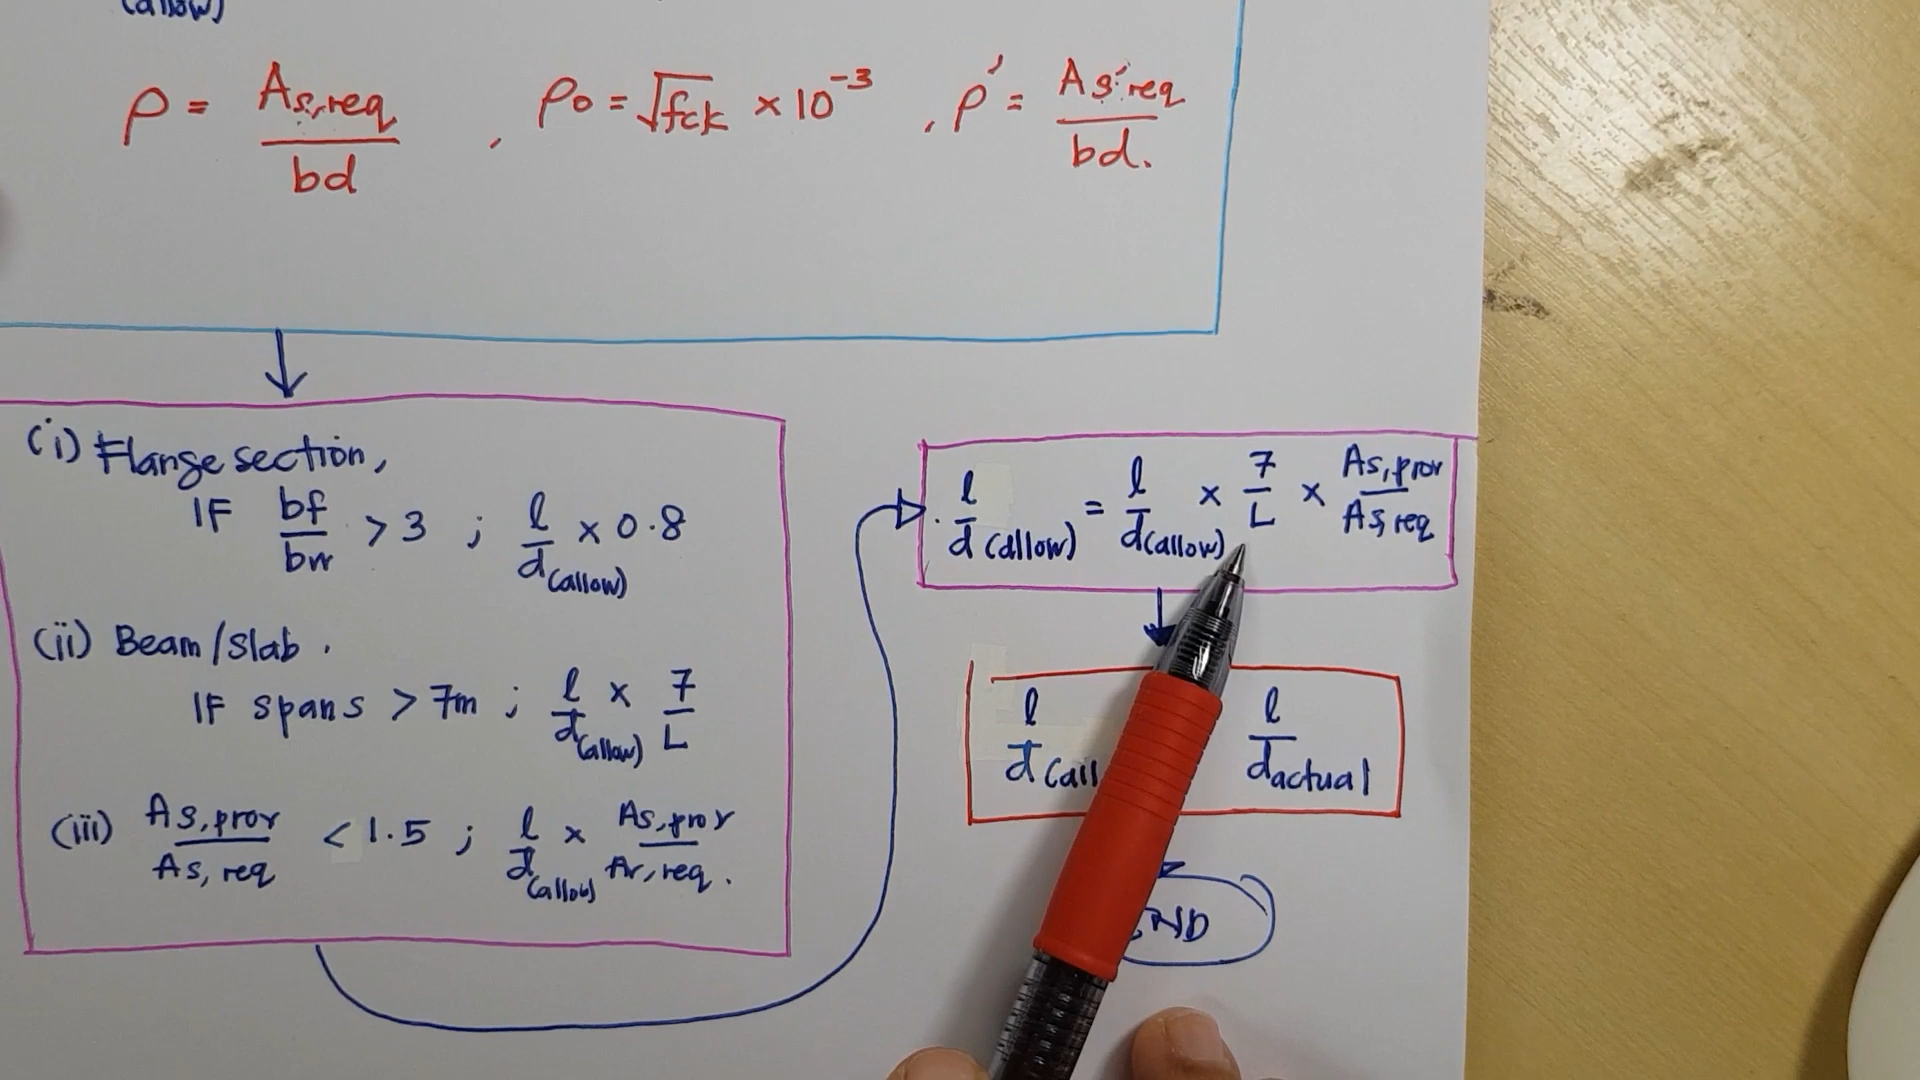 (allow)
ρ = As,req / bd , ρo = √fck × 10⁻³ , ρ' = As'req / bd.
(i) Flange section,
IF bf / bw > 3 ; l / d(allow) × 0.8
(ii) Beam/slab.
IF spans > 7m ; l / d(allow) × 7 / L
(iii) As,prov / As,req < 1.5 ; l / d(allow) × As,prov / As,req.
l / d(allow) = l / d(allow) × 7 / L × As,prov / As,req
l / d(all l / dactual